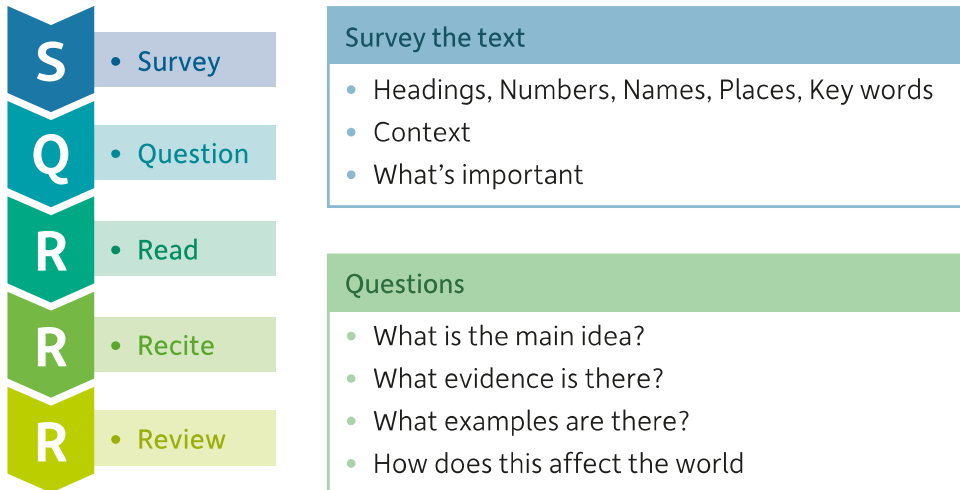 S
• Survey
Q
• Question
R
• Read
R
• Recite
R
• Review
Survey the text
• Headings, Numbers, Names, Places, Key words
• Context
• What’s important
Questions
• What is the main idea?
• What evidence is there?
• What examples are there?
• How does this affect the world